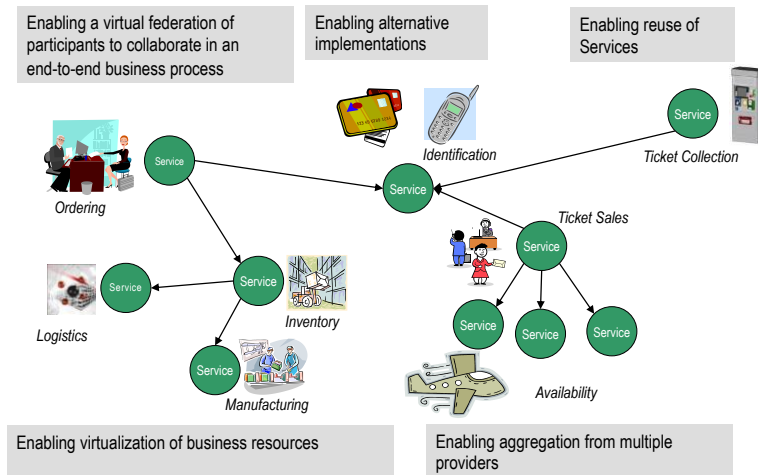 Enabling a virtual federation of
participants to collaborate in an
end-to-end business process
Enabling alternative
implementations
Enabling reuse of
Services
Service
Ticket Collection
Identification
Service
Service
Ordering
Ticket Sales
Service
Service
Logistics
Service
Inventory
Service
Service
Service
Service
Manufacturing
Availability
Enabling virtualization of business resources
Enabling aggregation from multiple
providers